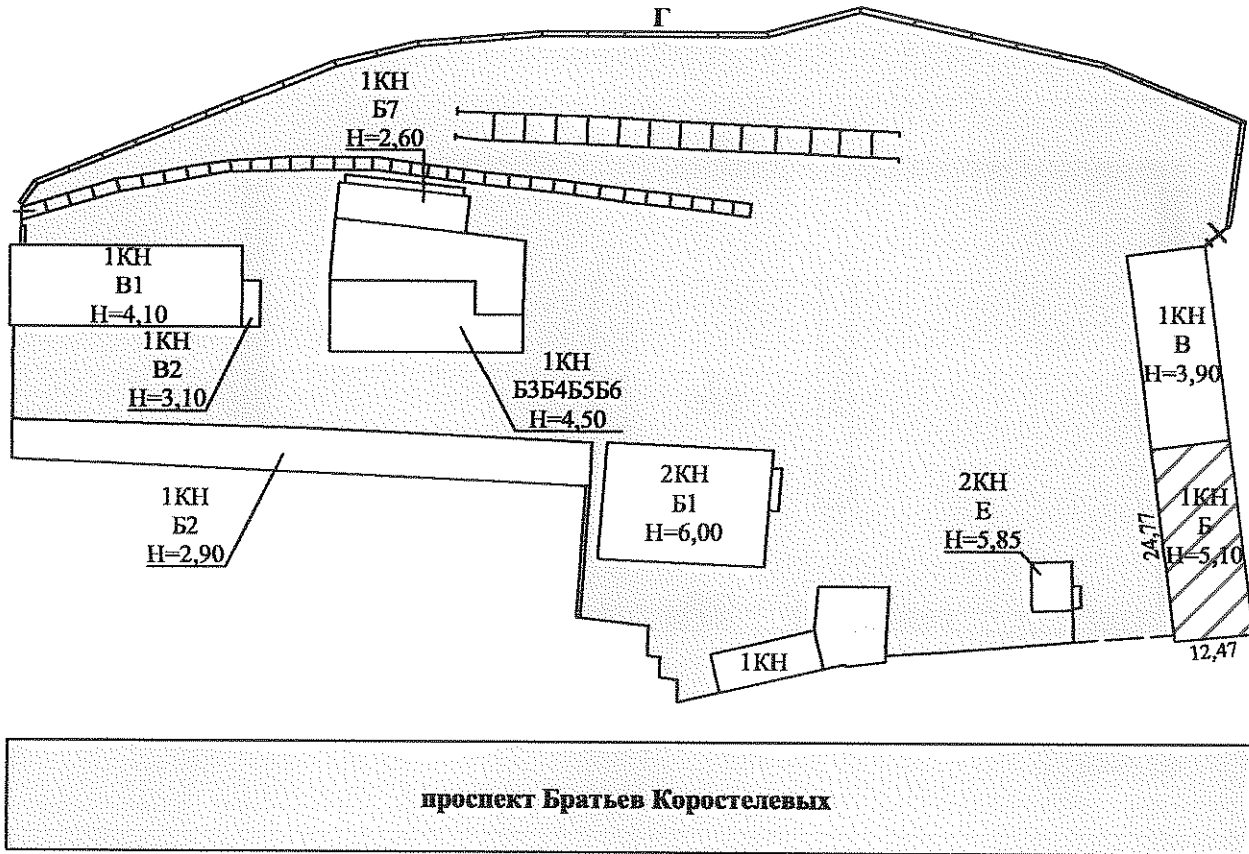 Г
1КН
Б7
Н=2,60
1КН
В1
Н=4,10
1КН
В2
Н=3,10
1КН
Б3Б4Б5Б6
Н=4,50
1КН
В
Н=3,90
1КН
Б2
Н=2,90
2КН
Б1
Н=6,00
2КН
Е
Н=5,85
24,77
1КН
Б
Н=5,10
1КН
12,47
проспект Братьев Коростелевых